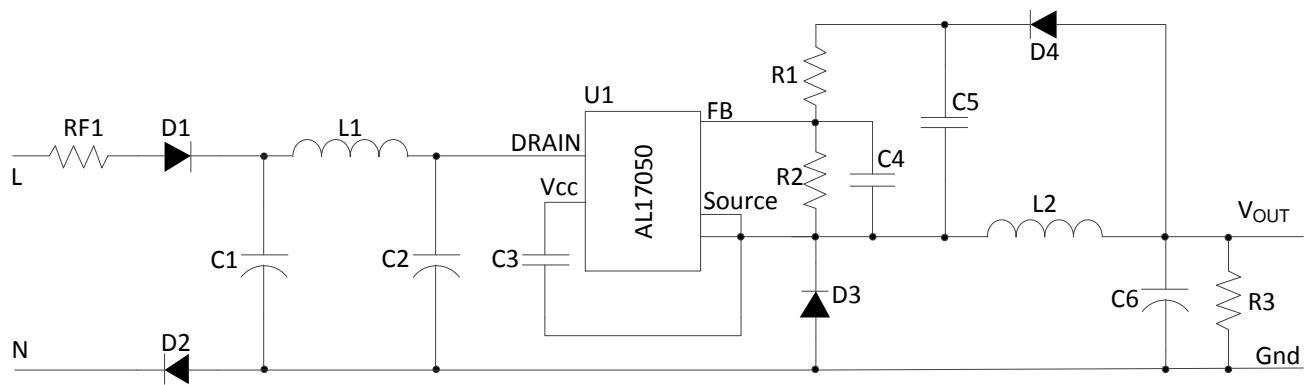 D4
R1
U1
C5
FB
RF1
D1
L1
DRAIN
C4
L
R2
Vcc
AL17050
Source
L2
VOUT
C1
C2
C3
D3
C6
R3
N
D2
Gnd